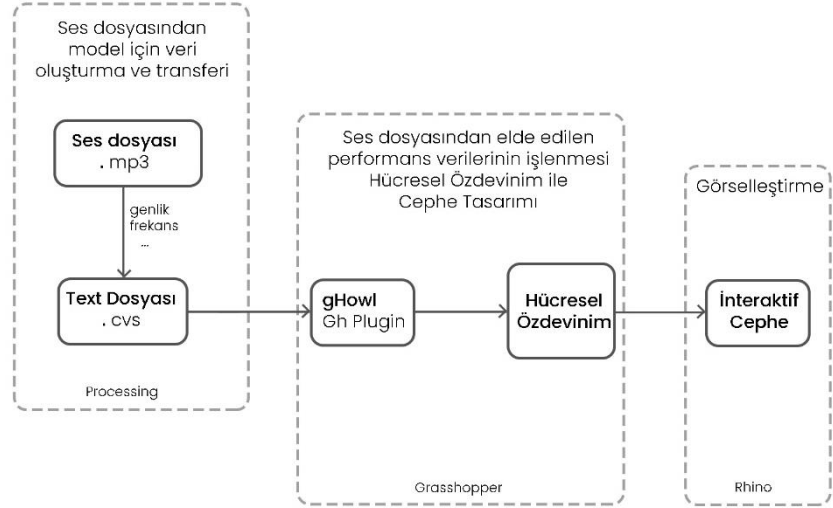 Ses dosyasından
model için veri
oluşturma ve transferi
Ses dosyası
. mp3
genlik
frekans
...
Text Dosyası
. cvs
Processing
Ses dosyasından elde edilen
performans verilerinin işlenmesi
Hücresel Özdevinim ile
Cephe Tasarımı
gHowl
Gh Plugin
Hücresel
Özdevinim
Grasshopper
Görselleştirme
İnteraktif
Cephe
Rhino